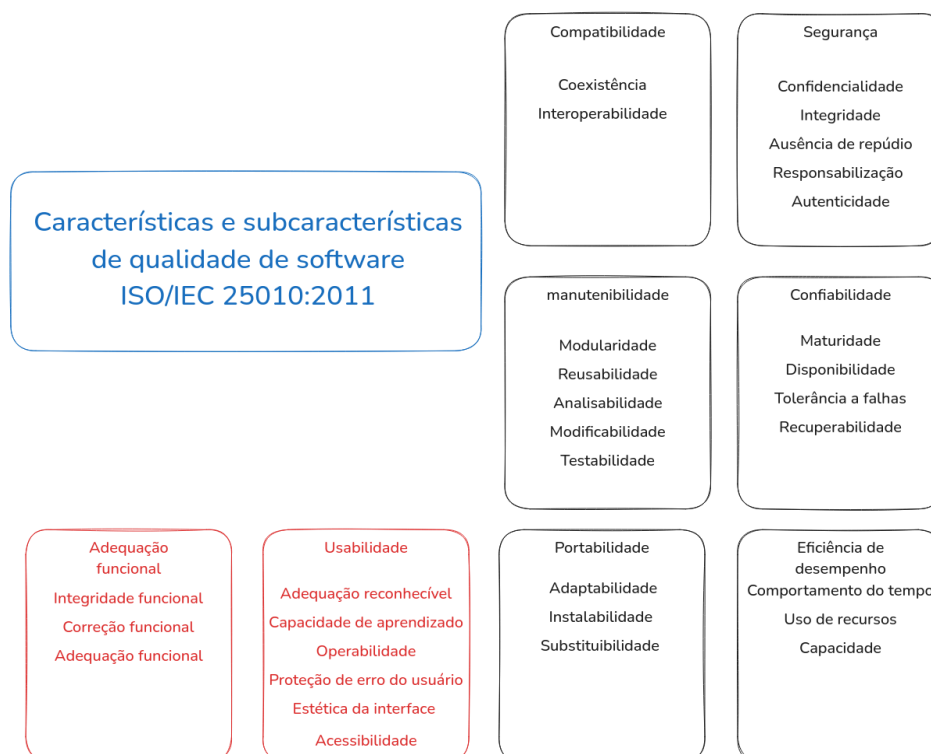 Compatibilidade
Coexistência
Interoperabilidade
Segurança
Confidencialidade
Integridade
Ausência de repúdio
Responsabilização
Autenticidade
Características e subcaracterísticas
de qualidade de software
ISO/IEC 25010:2011
manutenibilidade
Modularidade
Reusabilidade
Analisabilidade
Modificabilidade
Testabilidade
Confiabilidade
Maturidade
Disponibilidade
Tolerância a falhas
Recuperabilidade
Adequação
funcional
Integridade funcional
Correção funcional
Adequação funcional
Usabilidade
Adequação reconhecível
Capacidade de aprendizado
Operabilidade
Proteção de erro do usuário
Estética da interface
Acessibilidade
Portabilidade
Adaptabilidade
Instalabilidade
Substituibilidade
Eficiência de
desempenho
Comportamento do tempo
Uso de recursos
Capacidade